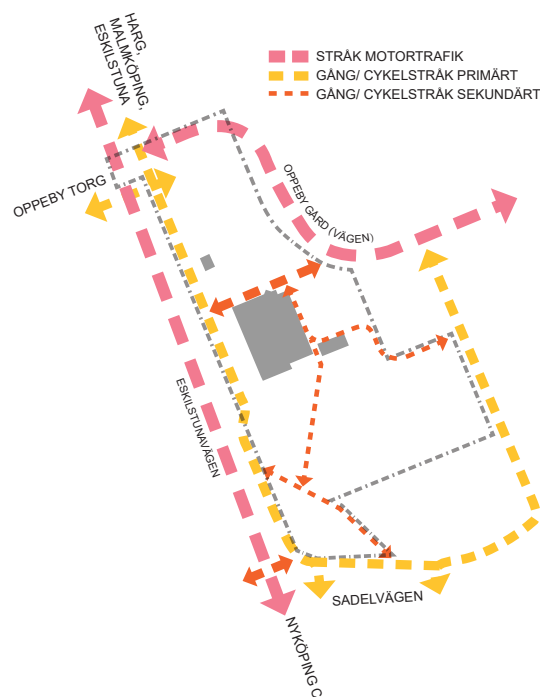 HARG,
MALMKÖPING,
ESKILSTUNA
STRÅK MOTORTRAFIK
GÅNG/ CYKELSTRÅK PRIMÄRT
GÅNG/ CYKELSTRÅK SEKUNDÄRT
OPPEBY TORG
OPPEBY GÅRD (VÄGEN)
ESKILSTUNAVÄGEN
SADELVÄGEN
NYKÖPING C